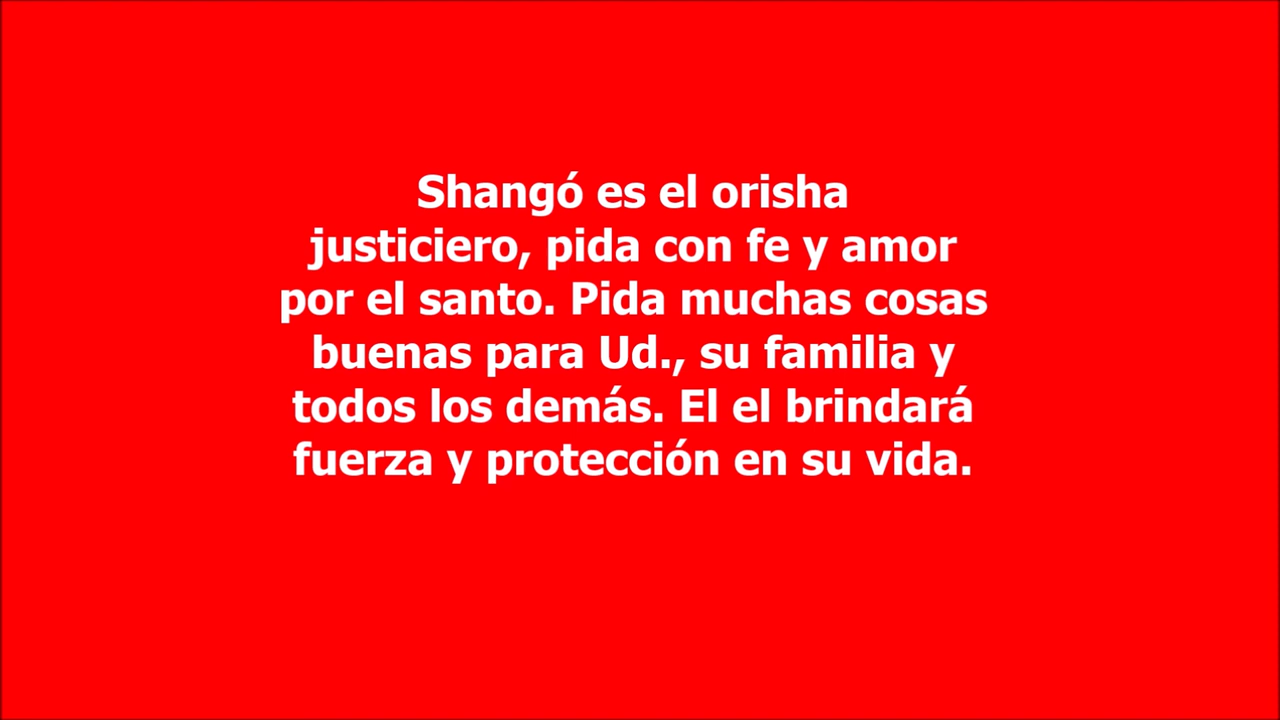 Shangó es el orisha
justiciero, pida con fe y amor
por el santo. Pida muchas cosas
buenas para Ud., su familia y
todos los demás. El el brindará
fuerza y protección en su vida.